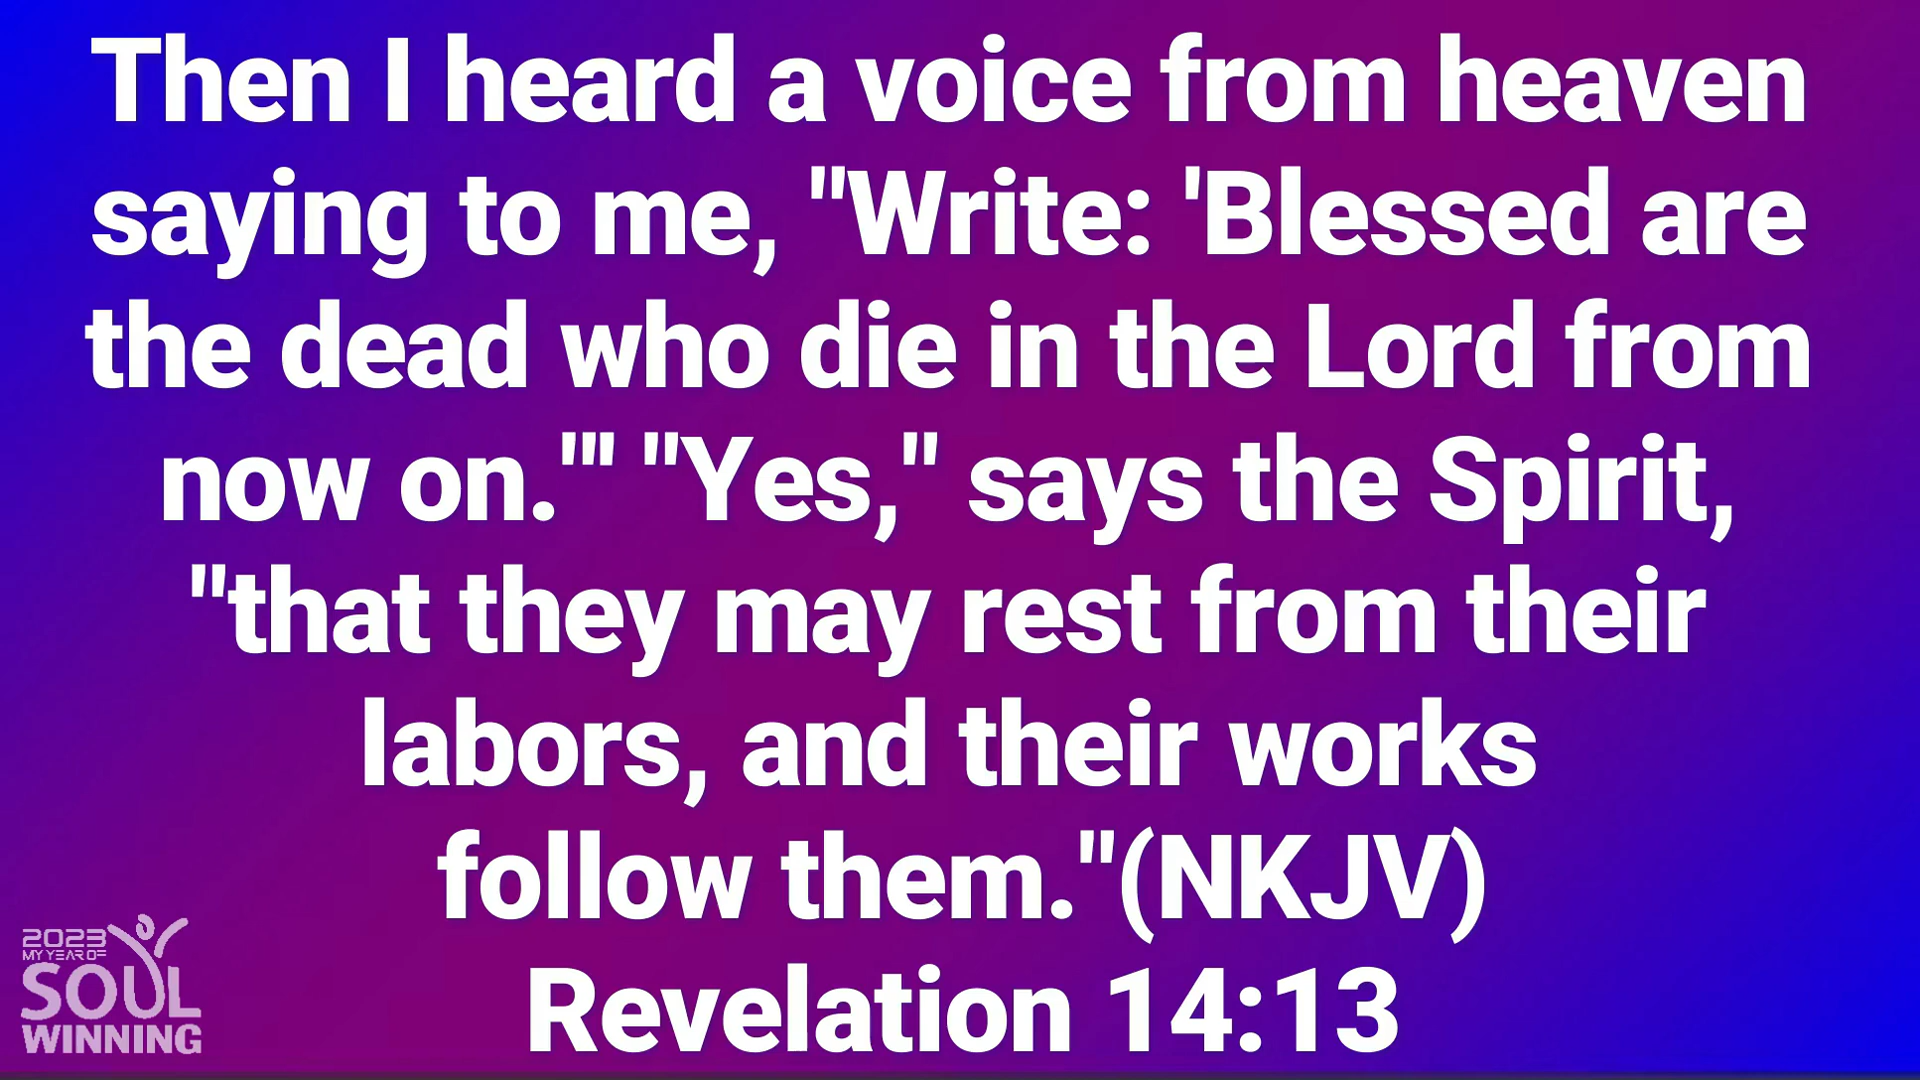 Then I heard a voice from heaven
saying to me, "Write: 'Blessed are
the dead who die in the Lord from
now on.'" "Yes," says the Spirit,
"that they may rest from their
labors, and their works
follow them."(NKJV)
Revelation 14:13
2023
MY YEAR OF
SOUL
WINNING